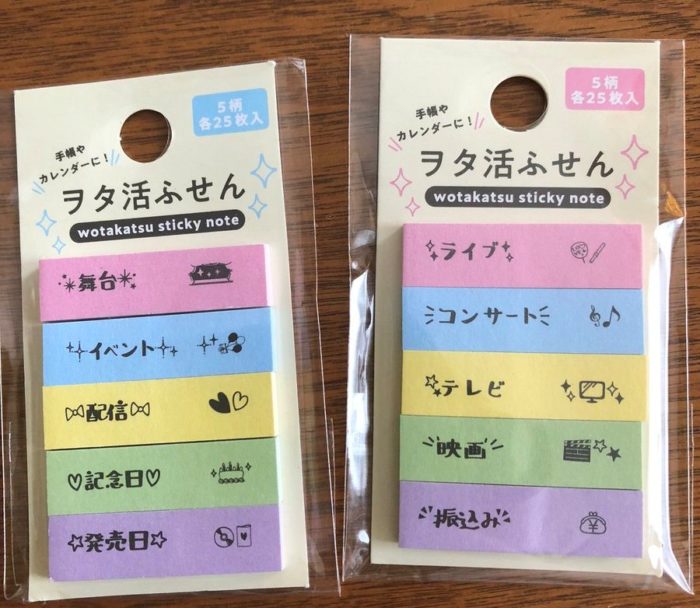 5柄
各25枚入
手帳や
カレンダーに!
ヲタ活ふせん
wotakatsu sticky note
舞台
イベント
配信
記念日
発売日
5柄
各25枚入
手帳や
カレンダーに!
ヲタ活ふせん
wotakatsu sticky note
ライブ
コンサート
テレビ
映画
振込み